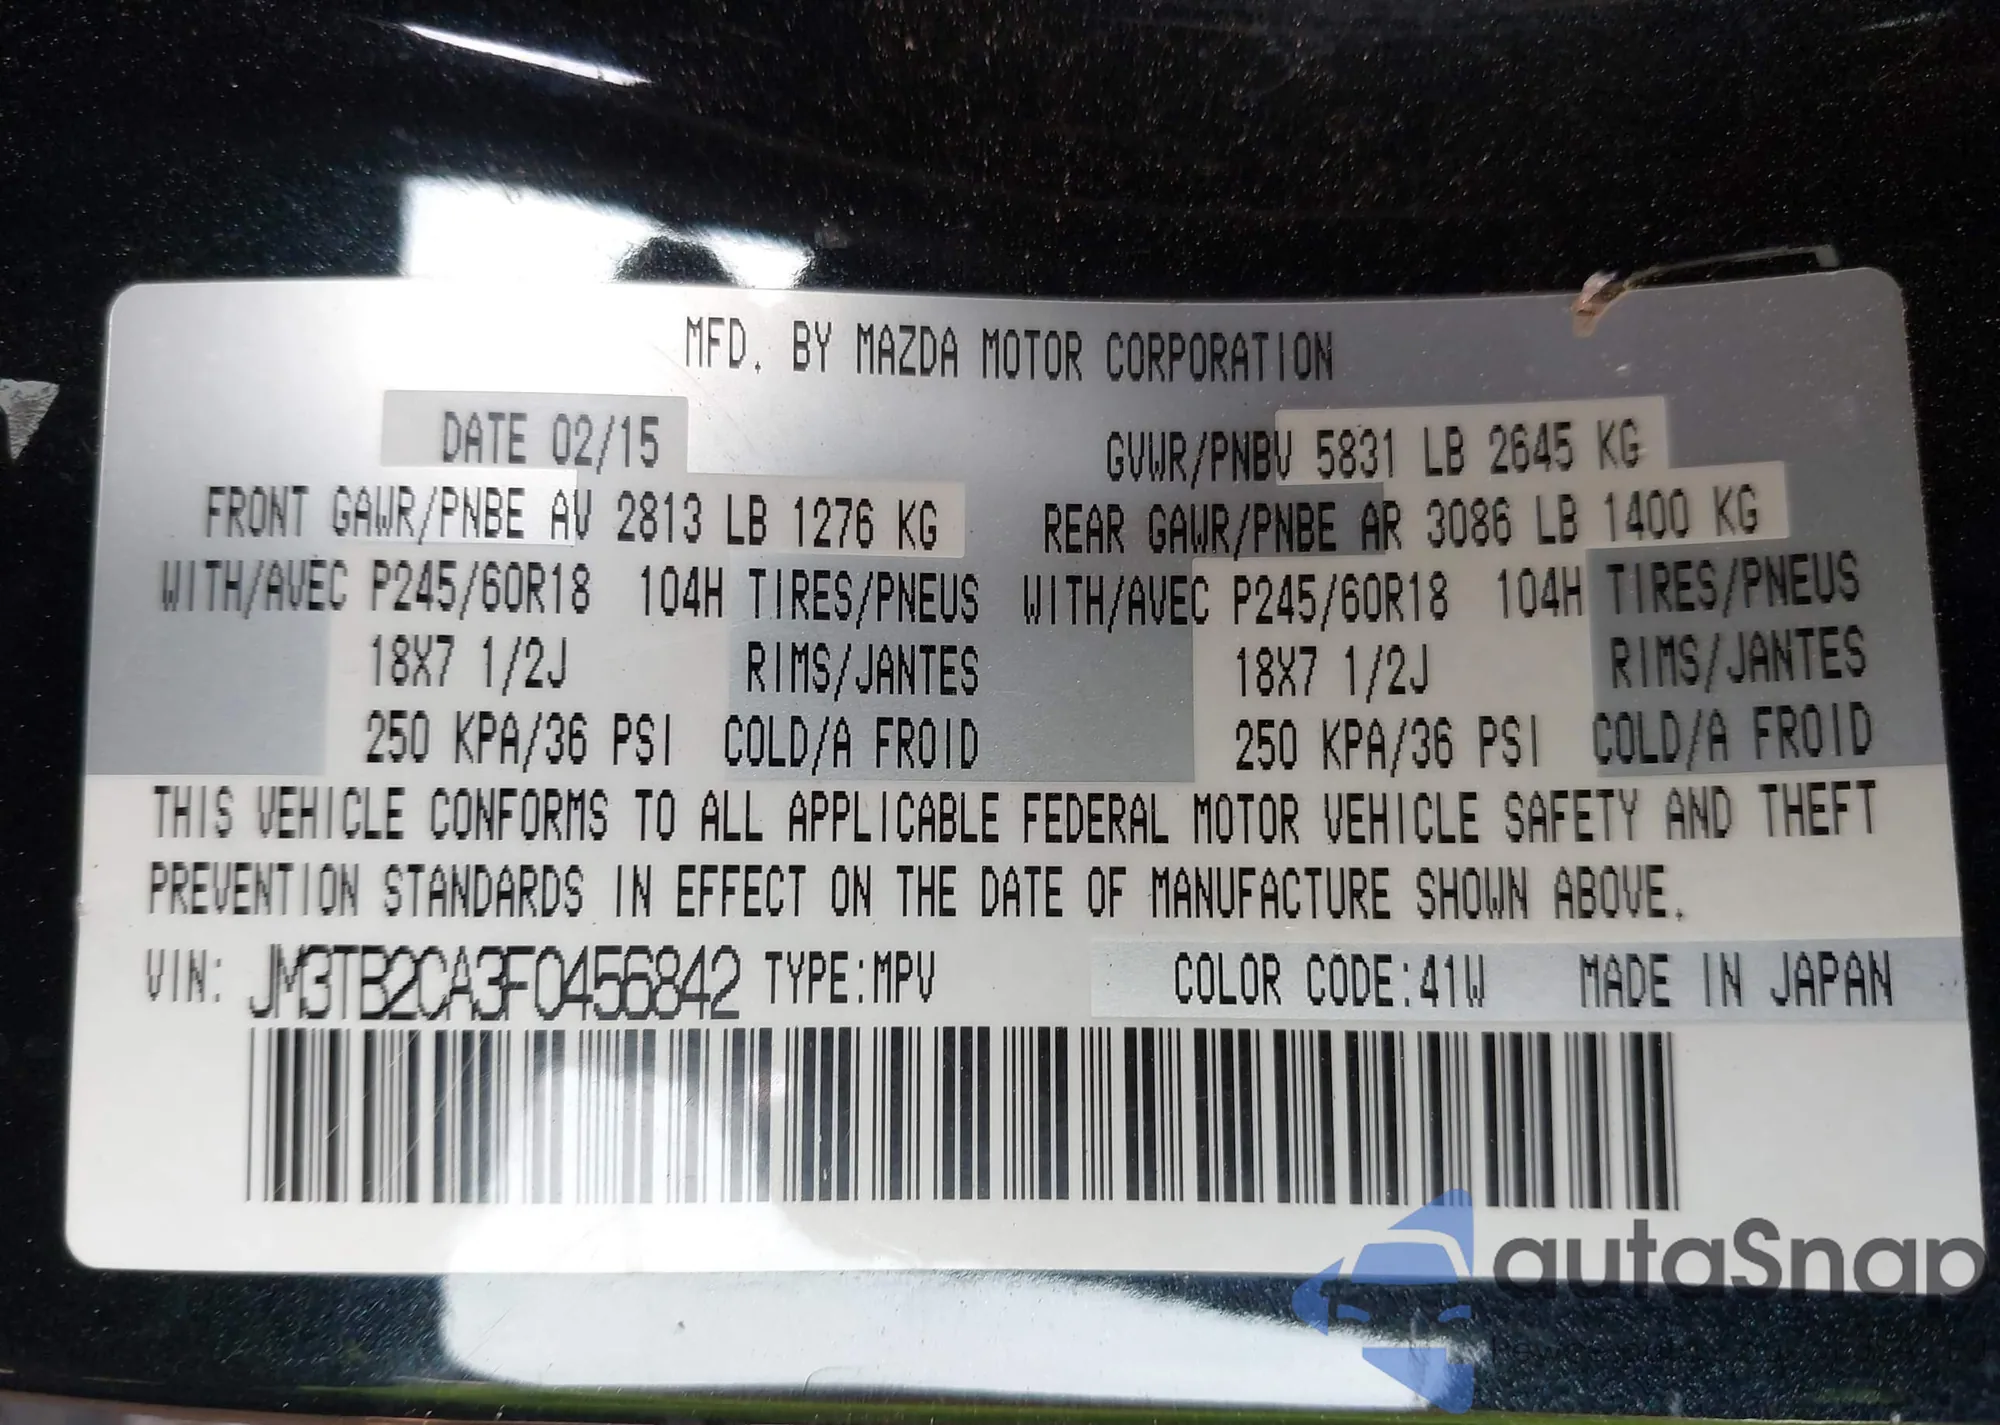 MFD. BY MAZDA MOTOR CORPORATION
DATE 02/15
GVWR/PNBV 5831 LB 2645 KG
FRONT GAWR/PNBE AV 2813 LB 1276 KG
REAR GAWR/PNBE AR 3086 LB 1400 KG
WITH/AVEC P245/60R18 104H TIRES/PNEUS
WITH/AVEC P245/60R18 104H TIRES/PNEUS
18X7 1/2J RIMS/JANTES
18X7 1/2J RIMS/JANTES
250 KPA/36 PSI COLD/A FROID
250 KPA/36 PSI COLD/A FROID
THIS VEHICLE CONFORMS TO ALL APPLICABLE FEDERAL MOTOR VEHICLE SAFETY AND THEFT
PREVENTION STANDARDS IN EFFECT ON THE DATE OF MANUFACTURE SHOWN ABOVE.
VIN: JM3TB2CA3F0456842 TYPE:MPV COLOR CODE:41W MADE IN JAPAN
autaSnap